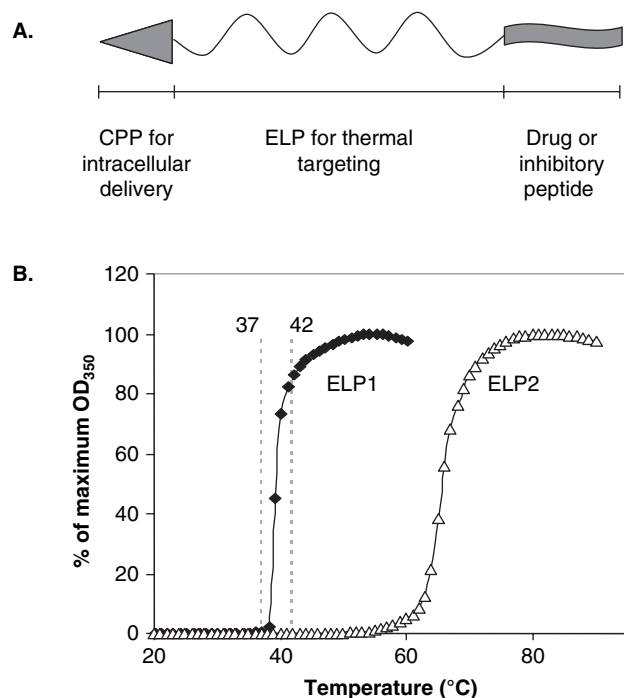 A.
CPP for
intracellular
delivery
ELP for thermal
targeting
Drug or
inhibitory
peptide
B.
% of maximum OD350
120
100
80
60
40
20
0
37
42
ELP1
ELP2
20
40
60
80
Temperature (°C)